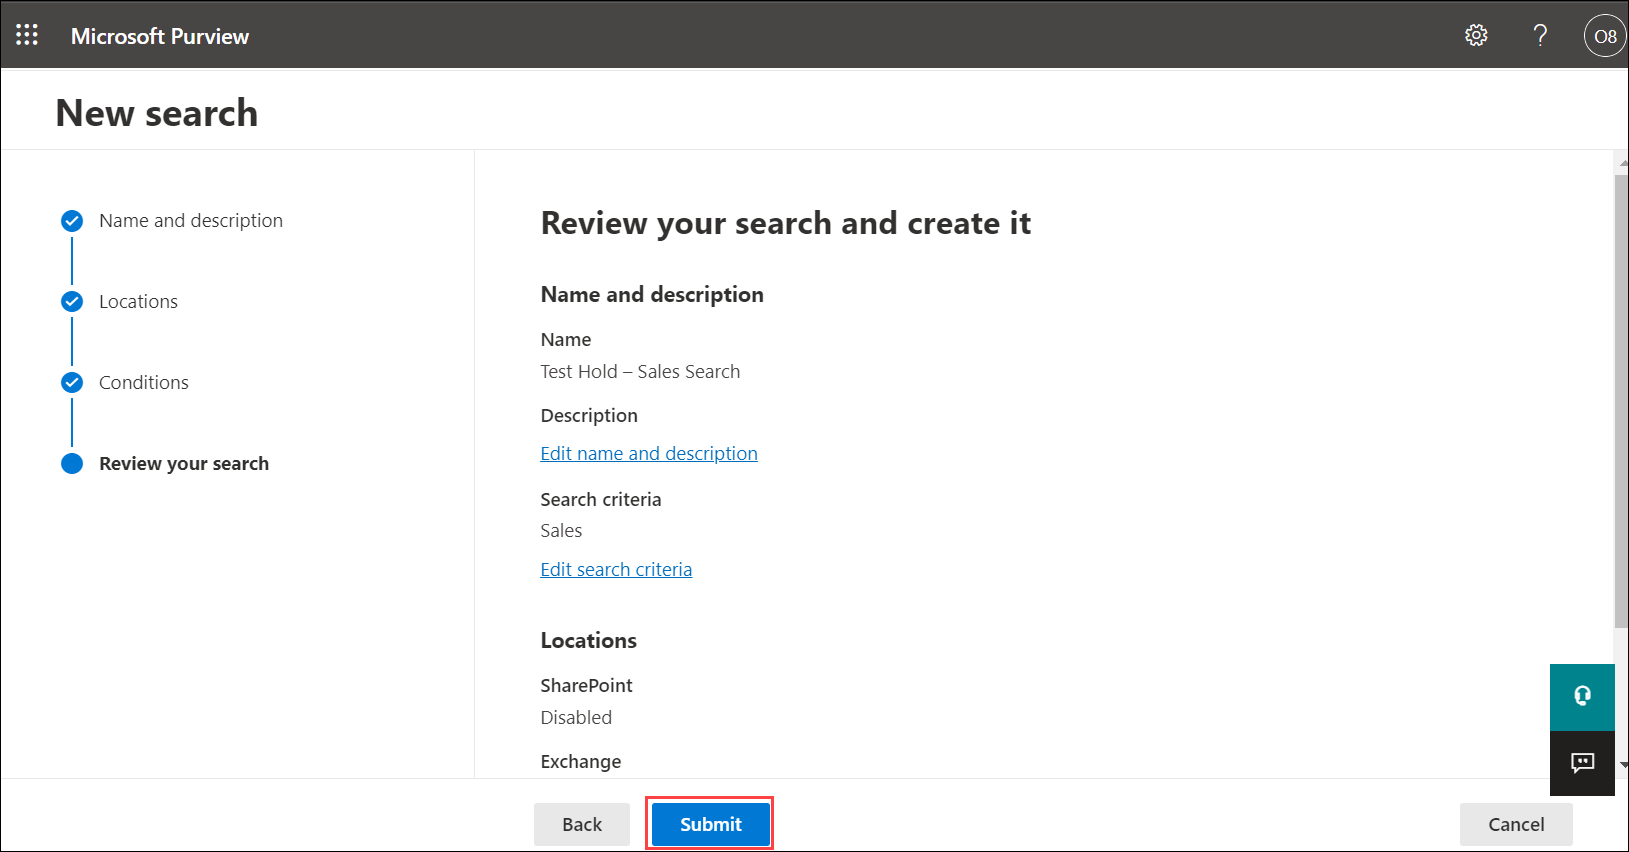 Microsoft Purview
?
O8
New search
Name and description
Locations
Conditions
Review your search
Review your search and create it
Name and description
Name
Test Hold – Sales Search
Description
Edit name and description
Search criteria
Sales
Edit search criteria
Locations
SharePoint
Disabled
Exchange
Back
Submit
Cancel